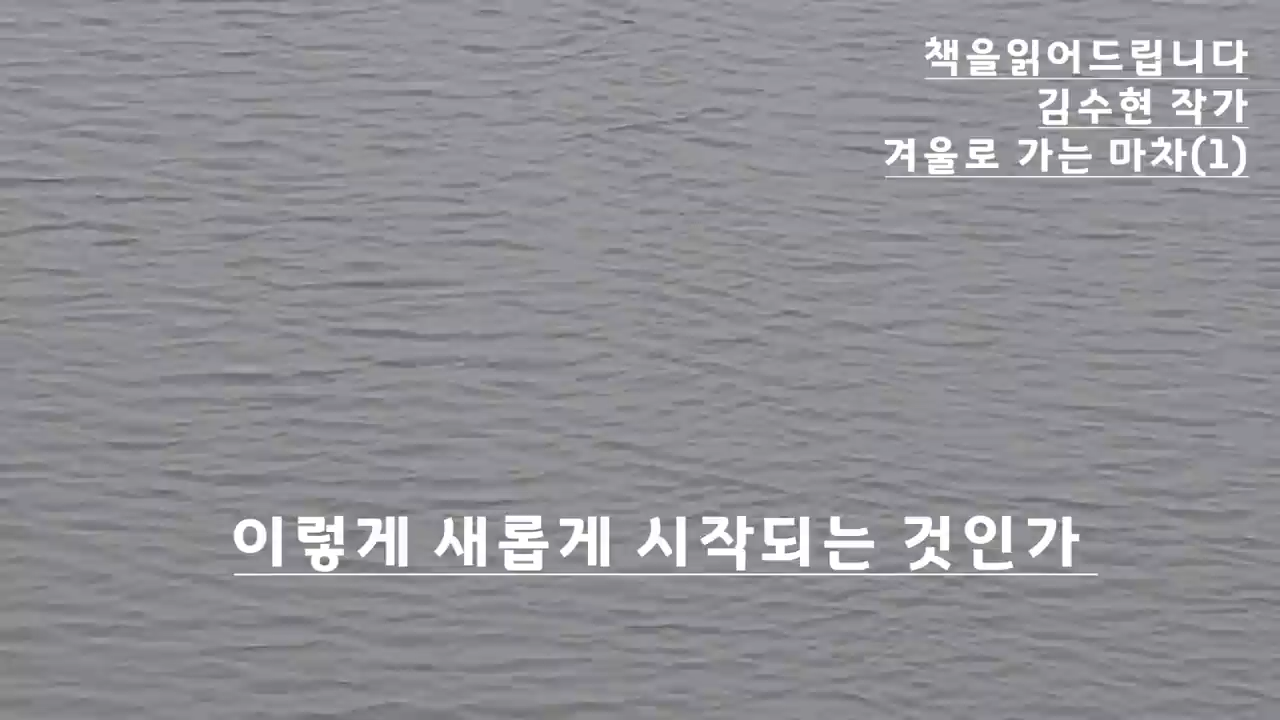 책을읽어드립니다
김수현 작가
겨울로 가는 마차(1)
이렇게 새롭게 시작되는 것인가